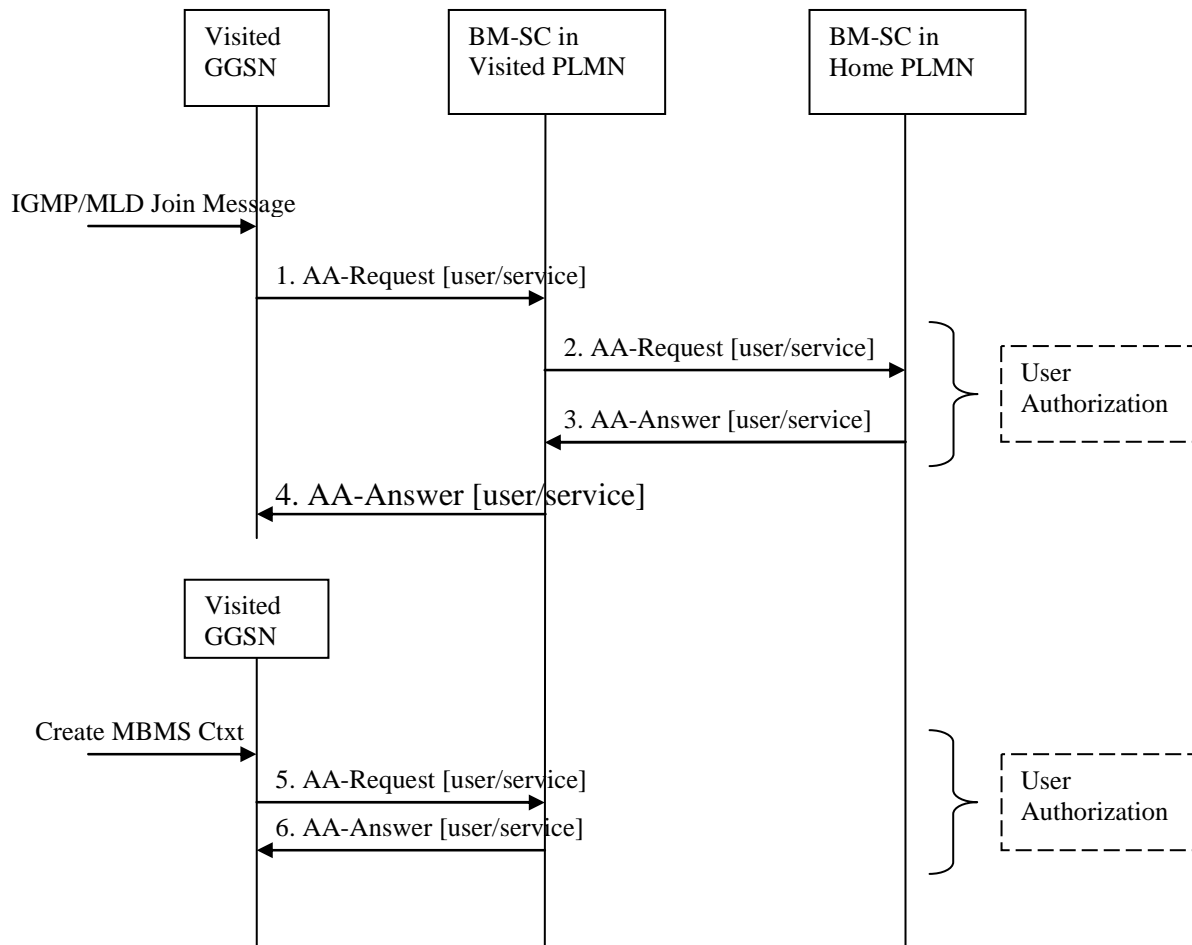 Visited
GGSN
BM-SC in
Visited PLMN
BM-SC in
Home PLMN
IGMP/MLD Join Message
1. AA-Request [user/service]
2. AA-Request [user/service]
3. AA-Answer [user/service]
User
Authorization
4. AA-Answer [user/service]
Visited
GGSN
Create MBMS Ctxt
5. AA-Request [user/service]
6. AA-Answer [user/service]
User
Authorization